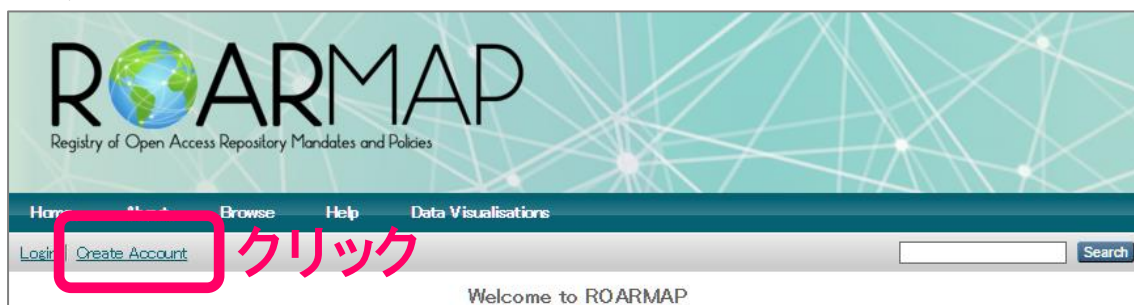 ROARMAP
Registry of Open Access Repository Mandates and Policies
Home About Browse Help Data Visualisations
Login | Create Account クリック Search
Welcome to ROARMAP